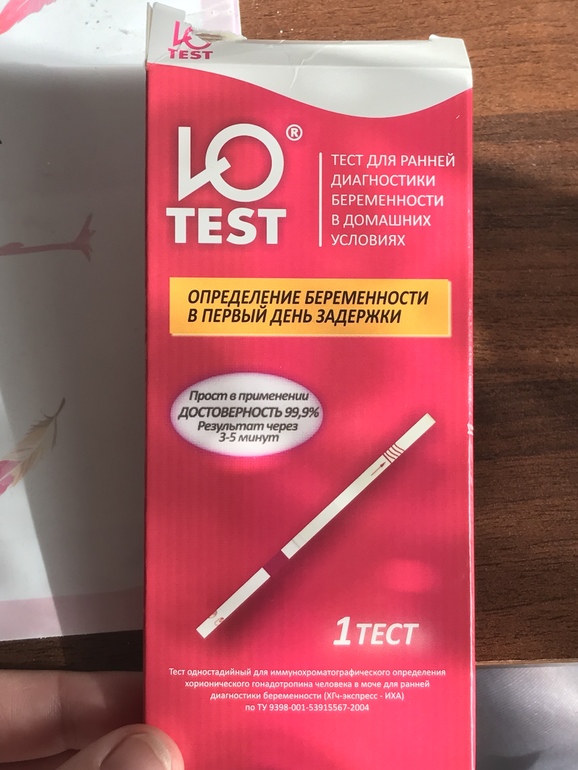 Ю
TEST
Ю®
TEST
ТЕСТ ДЛЯ РАННЕЙ
ДИАГНОСТИКИ
БЕРЕМЕННОСТИ
В ДОМАШНИХ
УСЛОВИЯХ
ОПРЕДЕЛЕНИЕ БЕРЕМЕННОСТИ
В ПЕРВЫЙ ДЕНЬ ЗАДЕРЖКИ
Прост в применении
ДОСТОВЕРНОСТЬ 99,9%
Результат через
3-5 минут
1 ТЕСТ
Тест одностадийный для иммунохроматографического определения
хорионического гонадотропина человека в моче для ранней
диагностики беременности (ХГч-экспресс - ИХА)
по ТУ 9398-001-53915567-2004